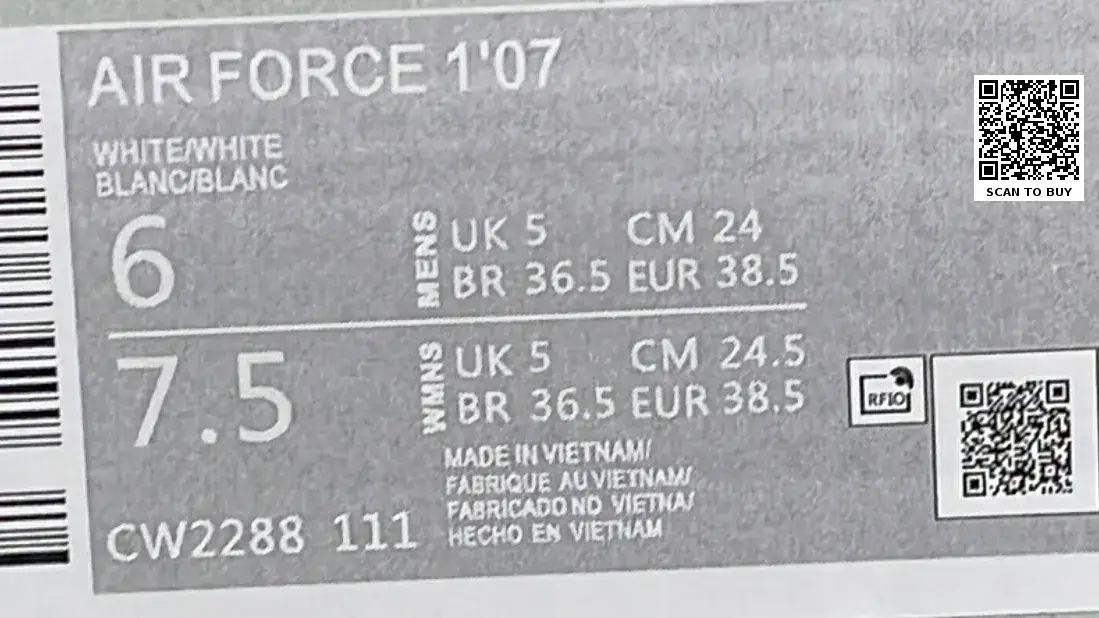 AIR FORCE 1'07
WHITE/WHITE
BLANC/BLANC
6
MENS
UK 5 CM 24
BR 36.5 EUR 38.5
7.5
WMNS
UK 5 CM 24.5
BR 36.5 EUR 38.5
MADE IN VIETNAM/
FABRIQUE AU VIETNAM/
FABRICADO NO VIETNA/
HECHO EN VIETNAM
CW2288 111
RFID
SCAN TO BUY